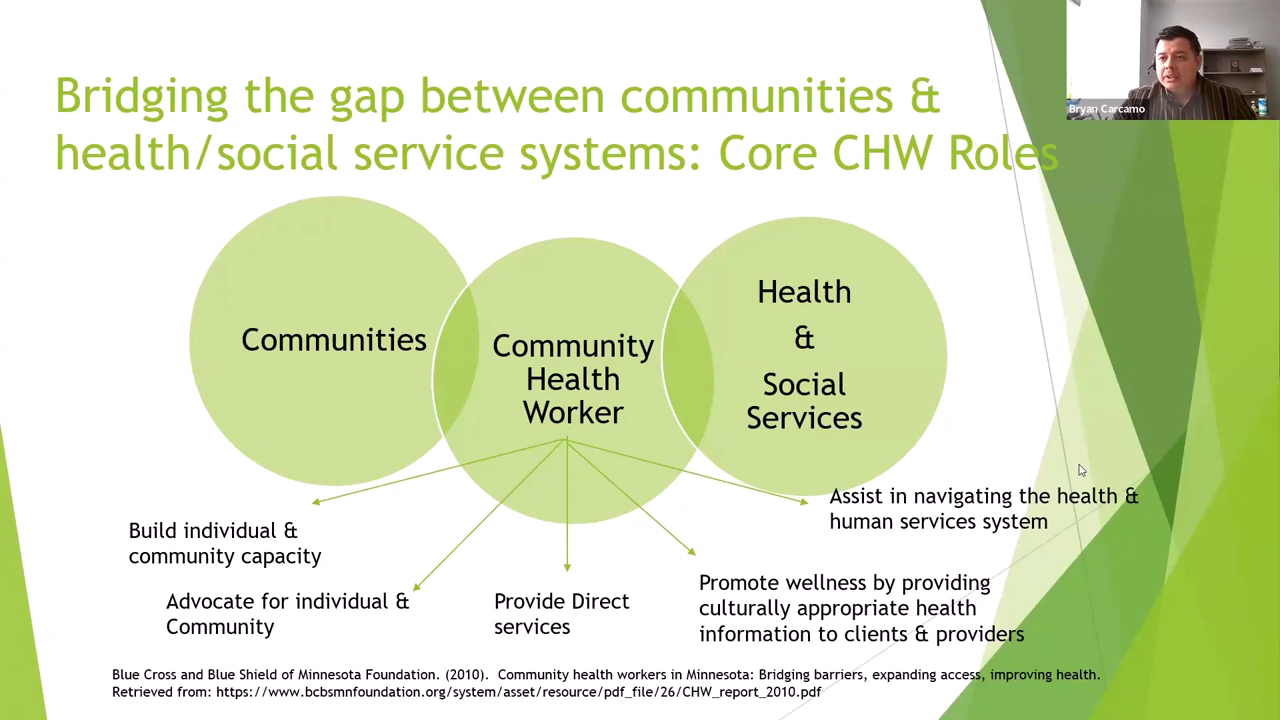 Bridging the gap between communities &
health/social service systems: Core CHW Roles
Bryan Carcamo
Communities
Community
Health
Worker
Health
&
Social
Services
Build individual &
community capacity
Advocate for individual &
Community
Provide Direct
services
Promote wellness by providing
culturally appropriate health
information to clients & providers
Assist in navigating the health &
human services system
Blue Cross and Blue Shield of Minnesota Foundation. (2010).  Community health workers in Minnesota: Bridging barriers, expanding access, improving health.
Retrieved from: https://www.bcbsmnfoundation.org/system/asset/resource/pdf_file/26/CHW_report_2010.pdf